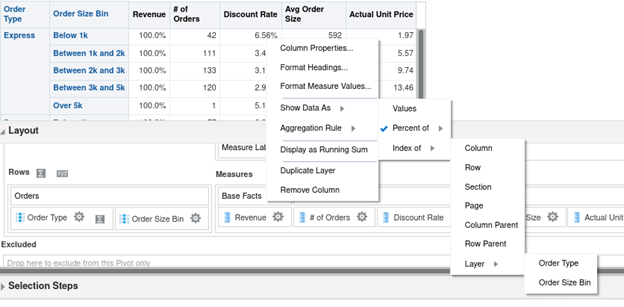 Order Type
Order Size Bin
Revenue
# of Orders
Discount Rate
Avg Order Size
Actual Unit Price
Express
Below 1k
100.0%
42
6.56%
592
1.97
Between 1k and 2k
100.0%
111
3.4
5.57
Between 2k and 3k
100.0%
133
3.1
9.74
Between 3k and 5k
100.0%
120
2.9
13.46
Over 5k
100.0%
1
5.1
Column Properties...
Format Headings...
Format Measure Values...
Show Data As
Aggregation Rule
Display as Running Sum
Duplicate Layer
Remove Column
Values
Percent of
Index of
Column
Row
Section
Page
Column Parent
Row Parent
Layer
Order Type
Order Size Bin
Layout
Measure Lab
Rows
Measures
Orders
Base Facts
Order Type
Order Size Bin
Revenue
# of Orders
Discount Rate
Size
Actual Unit
Excluded
Drop here to exclude from this Pivot only
Selection Steps